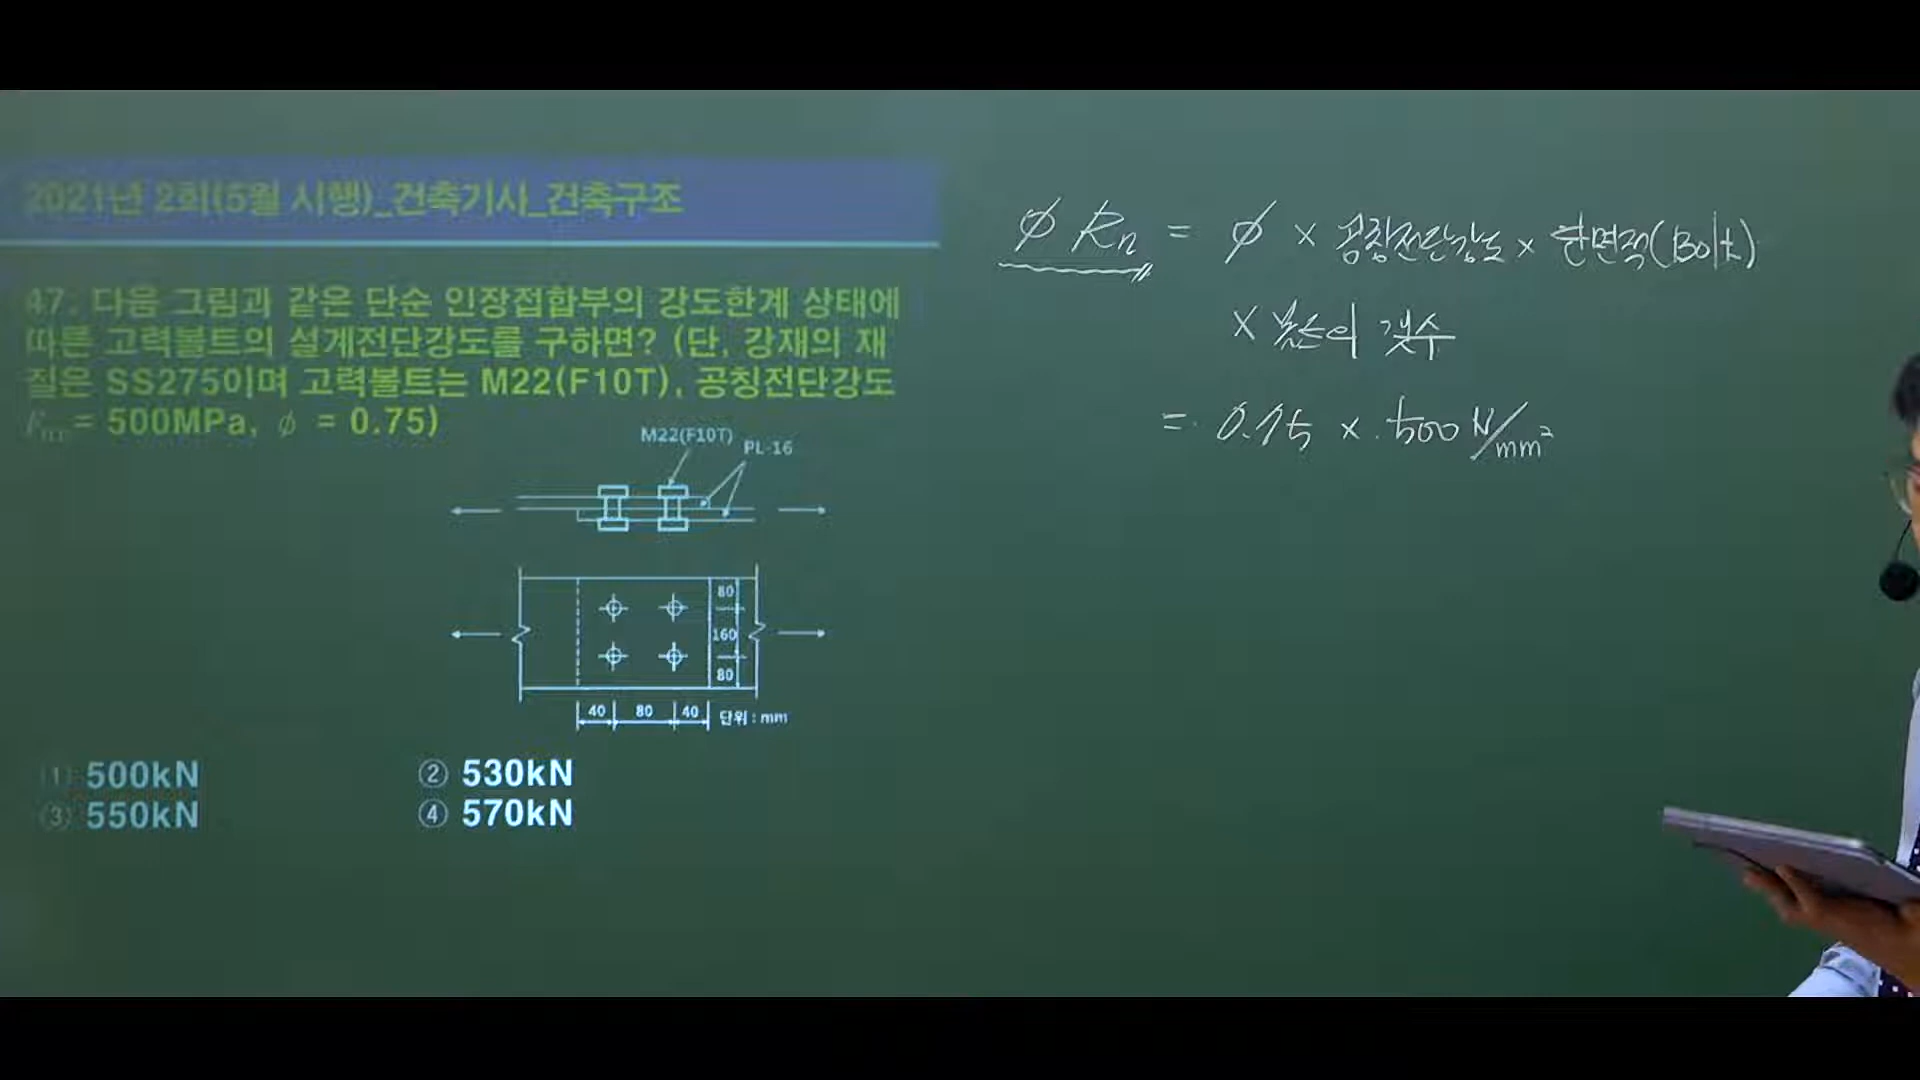 2021년 2회(5월 시행)_건축기사_건축구조
47. 다음 그림과 같은 단순 인장접합부의 강도한계 상태에
따른 고력볼트의 설계전단강도를 구하면? (단, 강재의 재
질은 SS275이며 고력볼트는 M22(F10T), 공칭전단강도
= 500MPa, ϕ = 0.75)
M22(F10T)
PL-16
80
160
80
40 80 40 단위 : mm
① 500kN ② 530kN
③ 550kN ④ 570kN
ϕ Rn = ϕ × 공칭전단강도 × 단면적(Bolt)
× 볼트의 갯수
= 0.75 × 500 N/mm²